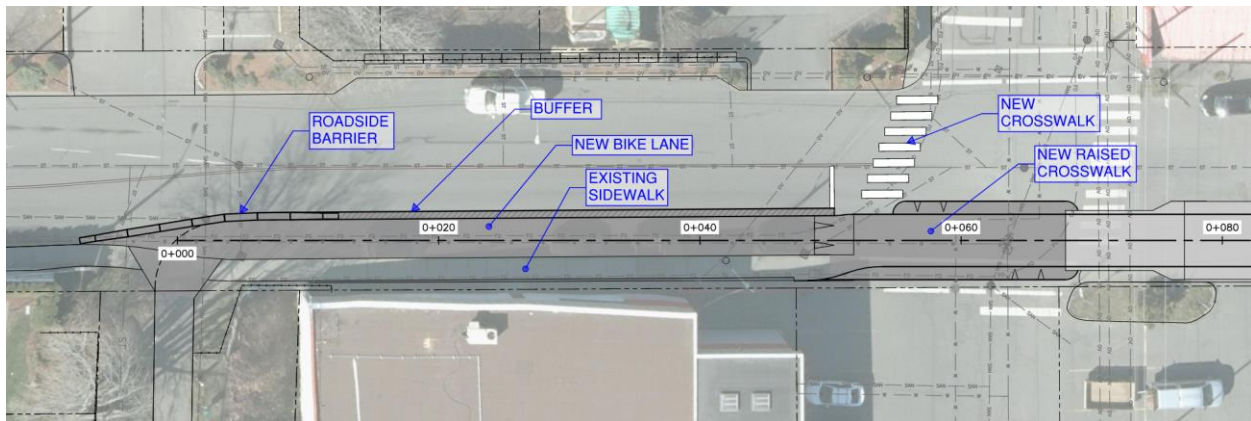 ROADSIDE
BARRIER
BUFFER
NEW BIKE LANE
EXISTING
SIDEWALK
NEW
CROSSWALK
NEW RAISED
CROSSWALK
0+000
0+020
0+040
0+060
0+080